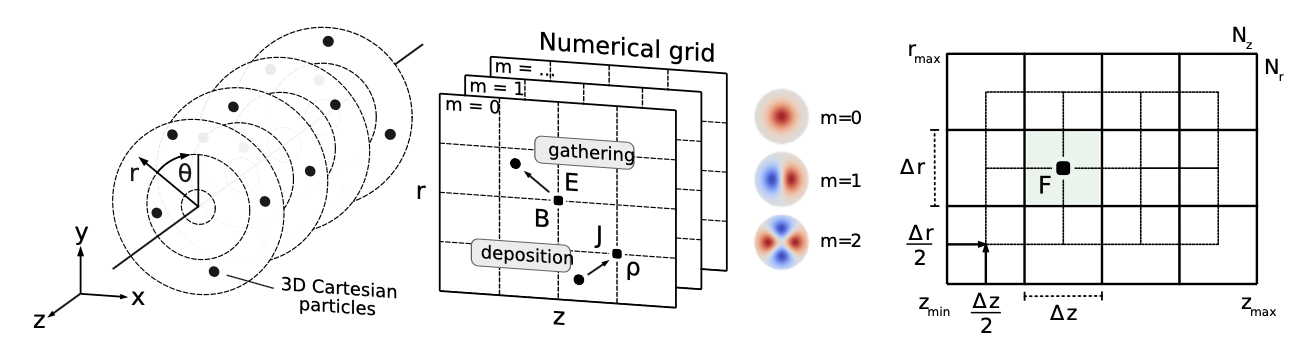 r
θ
y
x
z
3D Cartesian
particles
Numerical grid
m = ...
m = 1
m = 0
gathering
E
B
J
ρ
deposition
r
z
m=0
m=1
m=2
r_max
N_z
N_r
Δr
F
Δr
2
z_min
Δz
2
Δz
z_max